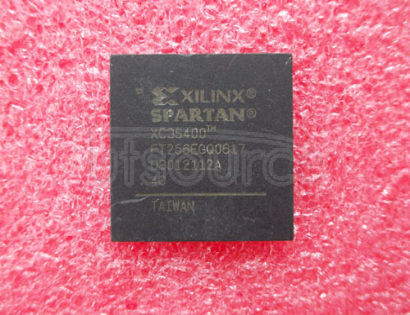 XILINX®
SPARTAN®
XC3S400™
FT256EGQ0617
D3012112A
TAIWAN